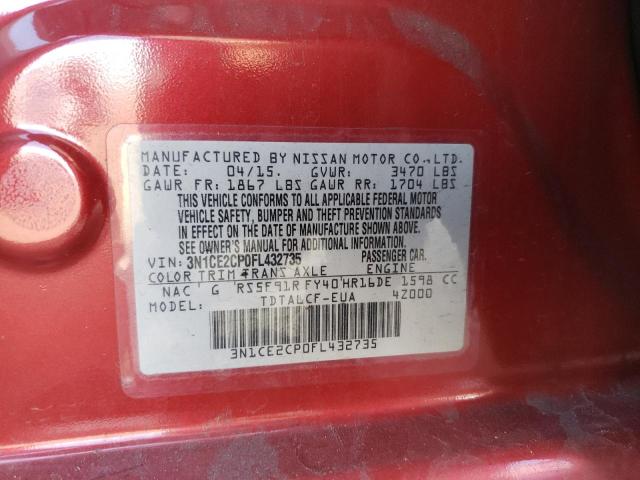 MANUFACTURED BY NISSAN MOTOR CO., LTD.
DATE: 04/15. GVWR: 3470 LBS
GAWR FR: 1867 LBS GAWR RR: 1704 LBS
THIS VEHICLE CONFORMS TO ALL APPLICABLE FEDERAL MOTOR
VEHICLE SAFETY, BUMPER AND THEFT PREVENTION STANDARDS
IN EFFECT ON THE DATE OF MANUFACTURE SHOWN ABOVE.
SEE OWNER'S MANUAL FOR ADDITIONAL INFORMATION.
VIN: 3N1CE2CP0FL432735 PASSENGER CAR.
COLOR TRIM TRANS AXLE ENGINE
NAC G RS5F91R FY40 HR16DE 1598 CC
MODEL: 4Z000
3N1CE2CP0FL432735